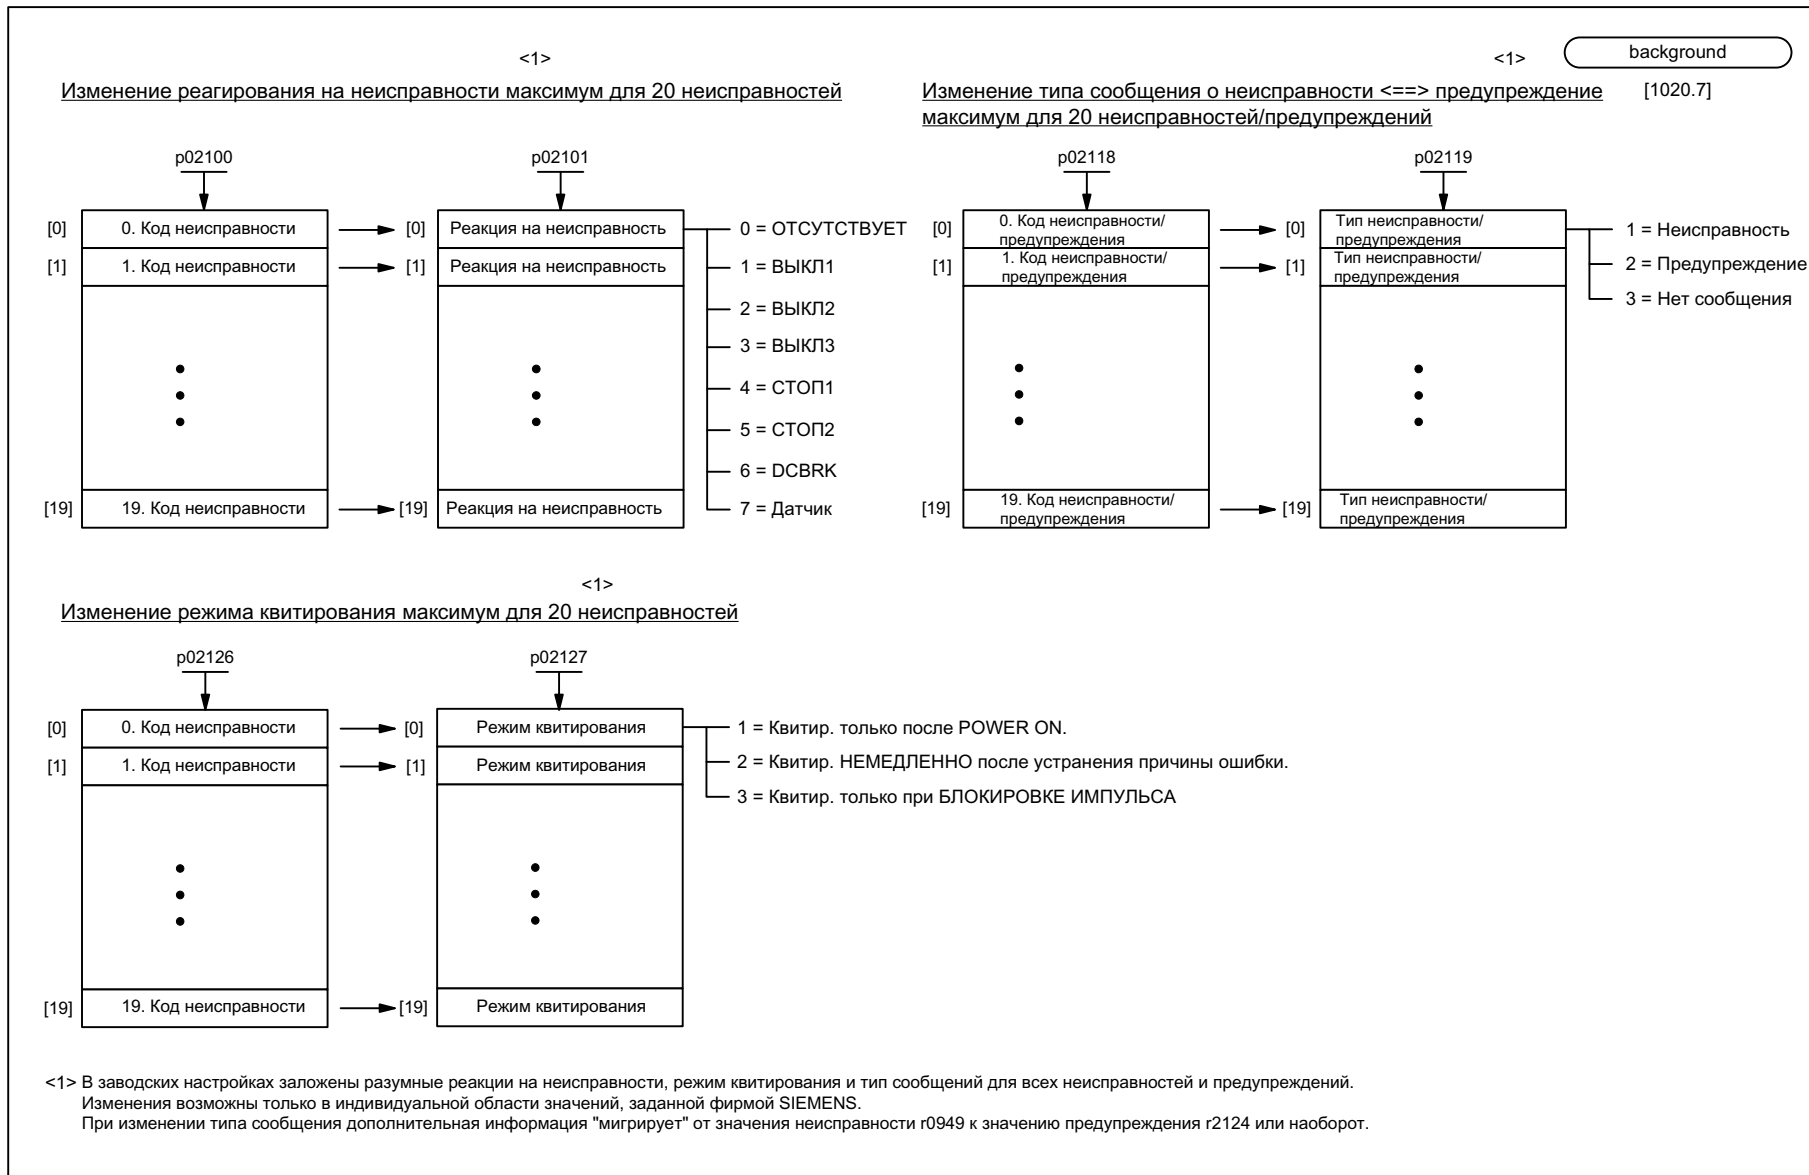 <1>
Изменение реагирования на неисправности максимум для 20 неисправностей
p02100
p02101
[0] 0. Код неисправности [0] Реакция на неисправность 0 = ОТСУТСТВУЕТ
[1] 1. Код неисправности [1] Реакция на неисправность 1 = ВЫКЛ1
2 = ВЫКЛ2
3 = ВЫКЛ3
4 = СТОП1
5 = СТОП2
6 = DCBRK
[19] 19. Код неисправности [19] Реакция на неисправность 7 = Датчик
<1>
background
Изменение типа сообщения о неисправности <==> предупреждение
[1020.7]
максимум для 20 неисправностей/предупреждений
p02118
p02119
[0] 0. Код неисправности/
предупреждения
[0] Тип неисправности/
предупреждения
1 = Неисправность
[1] 1. Код неисправности/
предупреждения
[1] Тип неисправности/
предупреждения
2 = Предупреждение
3 = Нет сообщения
[19] 19. Код неисправности/
предупреждения
[19] Тип неисправности/
предупреждения
<1>
Изменение режима квитирования максимум для 20 неисправностей
p02126
p02127
[0] 0. Код неисправности [0] Режим квитирования 1 = Квитир. только после POWER ON.
[1] 1. Код неисправности [1] Режим квитирования 2 = Квитир. НЕМЕДЛЕННО после устранения причины ошибки.
3 = Квитир. только при БЛОКИРОВКЕ ИМПУЛЬСА
[19] 19. Код неисправности [19] Режим квитирования
<1> В заводских настройках заложены разумные реакции на неисправности, режим квитирования и тип сообщений для всех неисправностей и предупреждений.
Изменения возможны только в индивидуальной области значений, заданной фирмой SIEMENS.
При изменении типа сообщения дополнительная информация "мигрирует" от значения неисправности r0949 к значению предупреждения r2124 или наоборот.